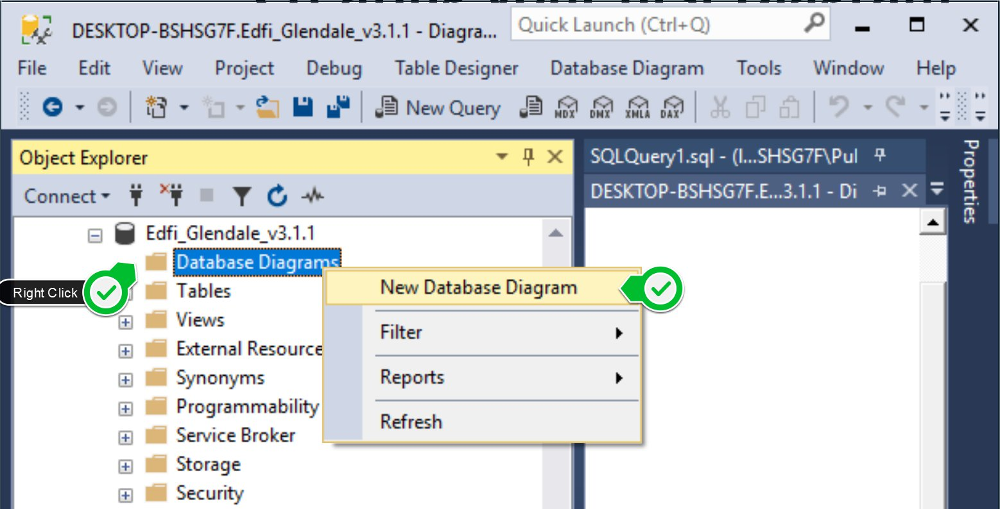 DESKTOP-BSHSG7F.Edfi_Glendale_v3.1.1 - Diagra...
Quick Launch (Ctrl+Q)
File Edit View Project Debug Table Designer Database Diagram Tools Window Help
New Query MDX DMX XMLA DAX
Object Explorer
SQLQuery1.sql - (l...SHSG7F\Pul
Properties
Connect
DESKTOP-BSHSG7F.E...3.1.1 - Di
Edfi_Glendale_v3.1.1
Database Diagrams
Right Click
Tables
New Database Diagram
Views
Filter
External Resource
Synonyms
Reports
Programmability
Refresh
Service Broker
Storage
Security